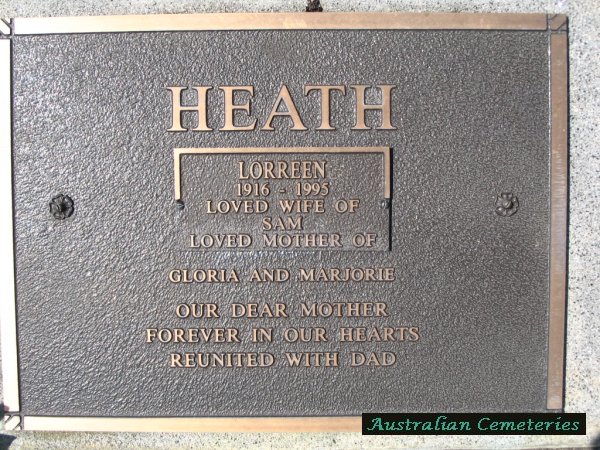 HEATH
LORREEN
1916 - 1995
LOVED WIFE OF
SAM
LOVED MOTHER OF
GLORIA AND MARJORIE
OUR DEAR MOTHER
FOREVER IN OUR HEARTS
REUNITED WITH DAD
Australian Cemeteries